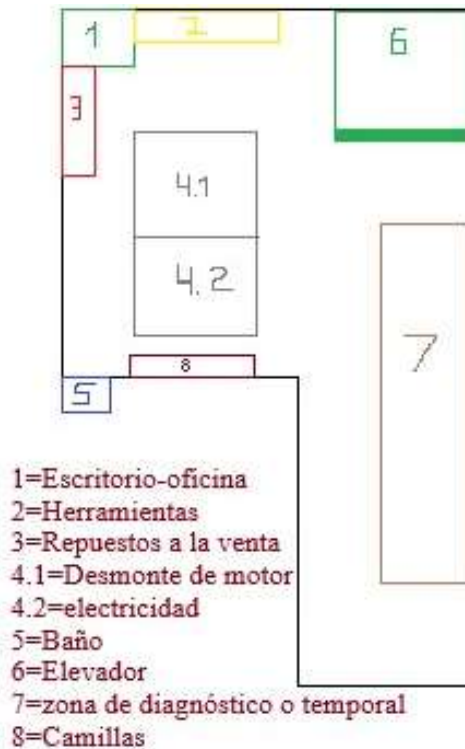 1
2
6
3
4.1
4.2
7
8
5
1=Escritorio-oficina
2=Herramientas
3=Repuestos a la venta
4.1=Desmonte de motor
4.2=electricidad
5=Baño
6=Elevador
7=zona de diagnóstico o temporal
8=Camillas